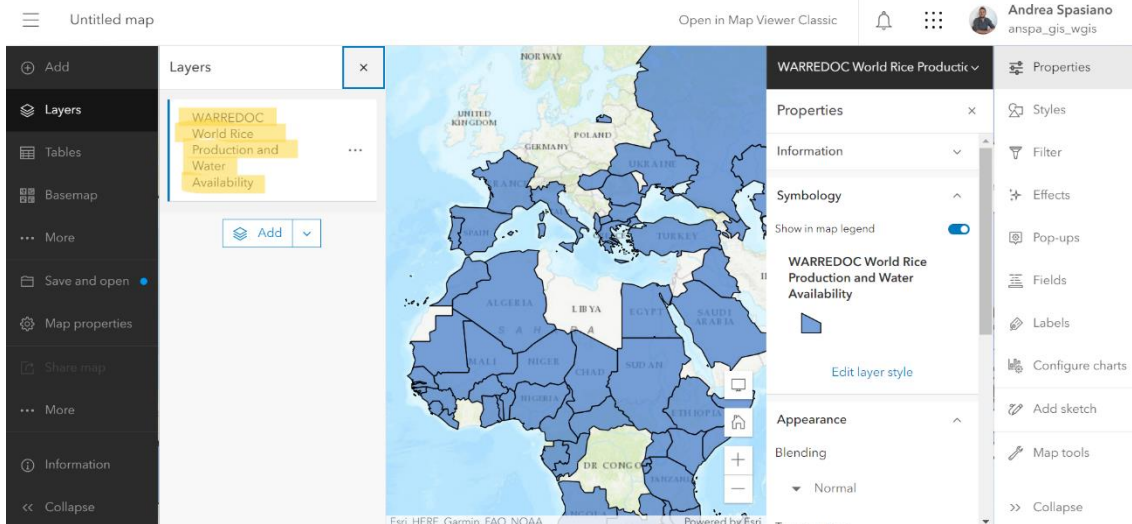 Untitled map
Open in Map Viewer Classic
Andrea Spasiano
anspa_gis_wgis
Add
Layers
Tables
Basemap
More
Save and open
Map properties
Share map
More
Information
Collapse
Layers
WARREDOC
World Rice
Production and
Water
Availability
Add
NORWAY
UNITED
KINGDOM
POLAND
GERMANY
UKRAINE
FRANCE
SPAIN
TURKEY
ALGERIA
LIBYA
EGYPT
SAUDI
ARABIA
MALI
NIGER
CHAD
SUDAN
NIGERIA
ETHIOPIA
DR CONGO
TANZANIA
ANGOLA
Esri, HERE, Garmin, FAO, NOAA
Powered by Esri
WARREDOC World Rice Productic
Properties
Information
Symbology
Show in map legend
WARREDOC World Rice
Production and Water
Availability
Edit layer style
Appearance
Blending
Normal
Properties
Styles
Filter
Effects
Pop-ups
Fields
Labels
Configure charts
Add sketch
Map tools
Collapse